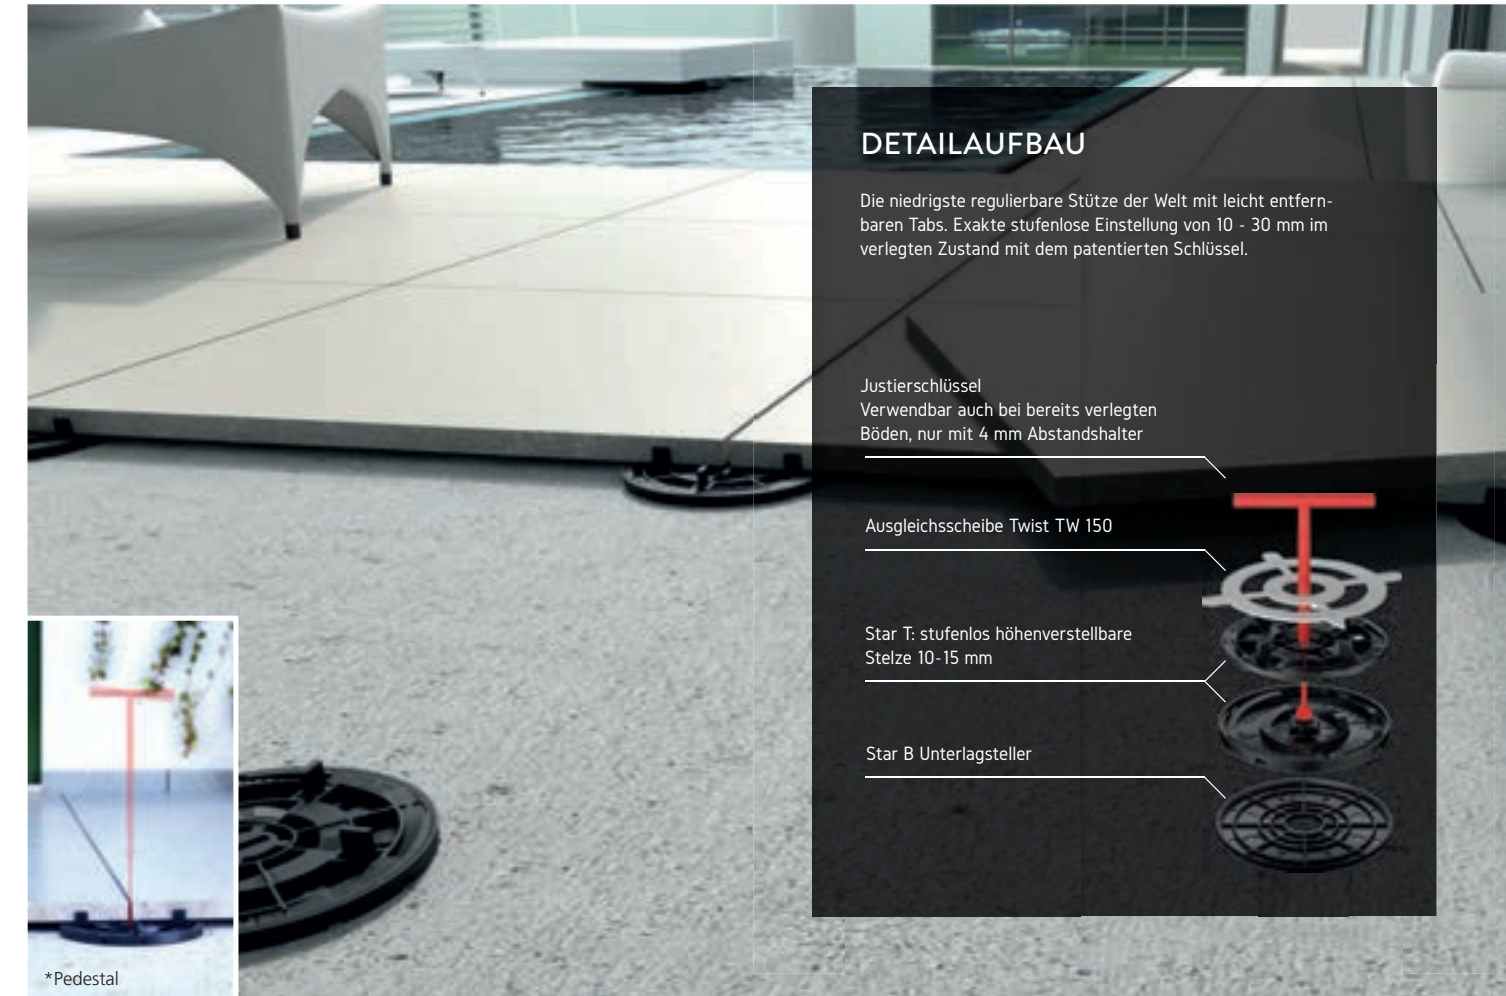 DETAILAUFBAU
Die niedrigste regulierbare Stütze der Welt mit leicht entfern-
baren Tabs. Exakte stufenlose Einstellung von 10 - 30 mm im
verlegten Zustand mit dem patentierten Schlüssel.
Justierschlüssel
Verwendbar auch bei bereits verlegten
Böden, nur mit 4 mm Abstandshalter
Ausgleichsscheibe Twist TW 150
Star T: stufenlos höhenverstellbare
Stelze 10-15 mm
Star B Unterlagsteller
*Pedestal